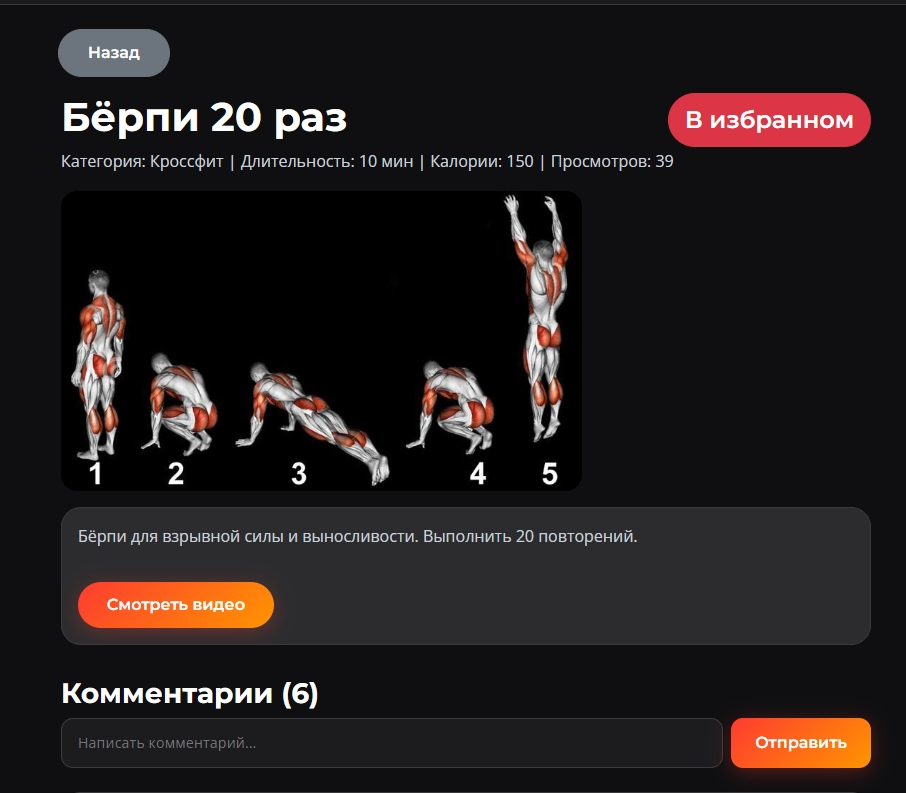 Назад
Бёрпи 20 раз
В избранном
Категория: Кроссфит | Длительность: 10 мин | Калории: 150 | Просмотров: 39
1 2 3 4 5
Бёрпи для взрывной силы и выносливости. Выполнить 20 повторений.
Смотреть видео
Комментарии (6)
Написать комментарий...
Отправить